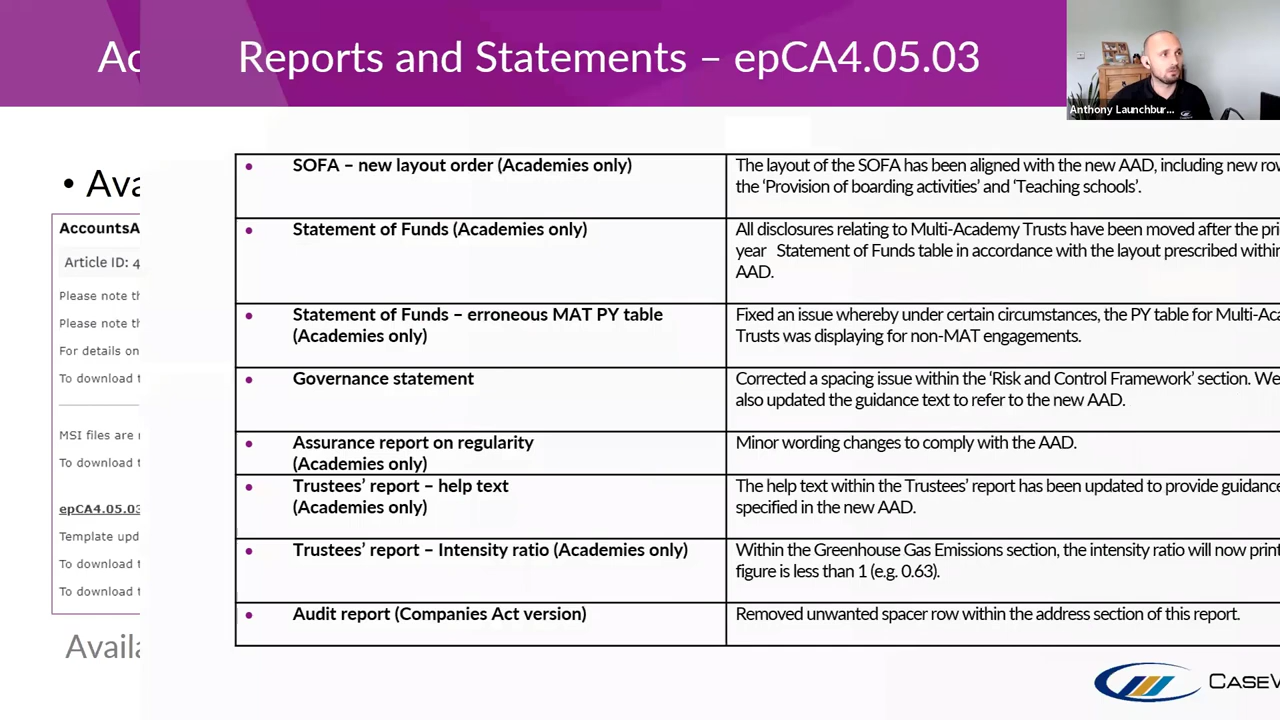 Ac
Reports and Statements – epCA4.05.03
Anthony Launchbur...
• Ava
AccountsA
Article ID: 4
Please note th
Please note th
For details on
To download t
MSI files are
To download t
epCA4.05.03
Template upd
To download t
To download t
Availa
• SOFA – new layout order (Academies only)
The layout of the SOFA has been aligned with the new AAD, including new rov
the ‘Provision of boarding activities’ and ‘Teaching schools’.
• Statement of Funds (Academies only)
All disclosures relating to Multi-Academy Trusts have been moved after the pri
year Statement of Funds table in accordance with the layout prescribed within
AAD.
• Statement of Funds – erroneous MAT PY table
(Academies only)
Fixed an issue whereby under certain circumstances, the PY table for Multi-Aca
Trusts was displaying for non-MAT engagements.
• Governance statement
Corrected a spacing issue within the ‘Risk and Control Framework’ section. We
also updated the guidance text to refer to the new AAD.
• Assurance report on regularity
(Academies only)
Minor wording changes to comply with the AAD.
• Trustees’ report – help text
(Academies only)
The help text within the Trustees’ report has been updated to provide guidance
specified in the new AAD.
• Trustees’ report – Intensity ratio (Academies only)
Within the Greenhouse Gas Emissions section, the intensity ratio will now print
figure is less than 1 (e.g. 0.63).
• Audit report (Companies Act version)
Removed unwanted spacer row within the address section of this report.
CASEW